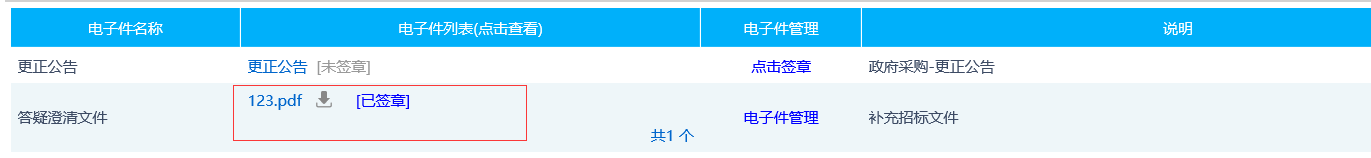 电子件名称 电子件列表(点击查看) 电子件管理 说明
更正公告 更正公告 [未签章] 点击签章 政府采购-更正公告
123.pdf [已签章]
答疑澄清文件 电子件管理 补充招标文件
共1 个